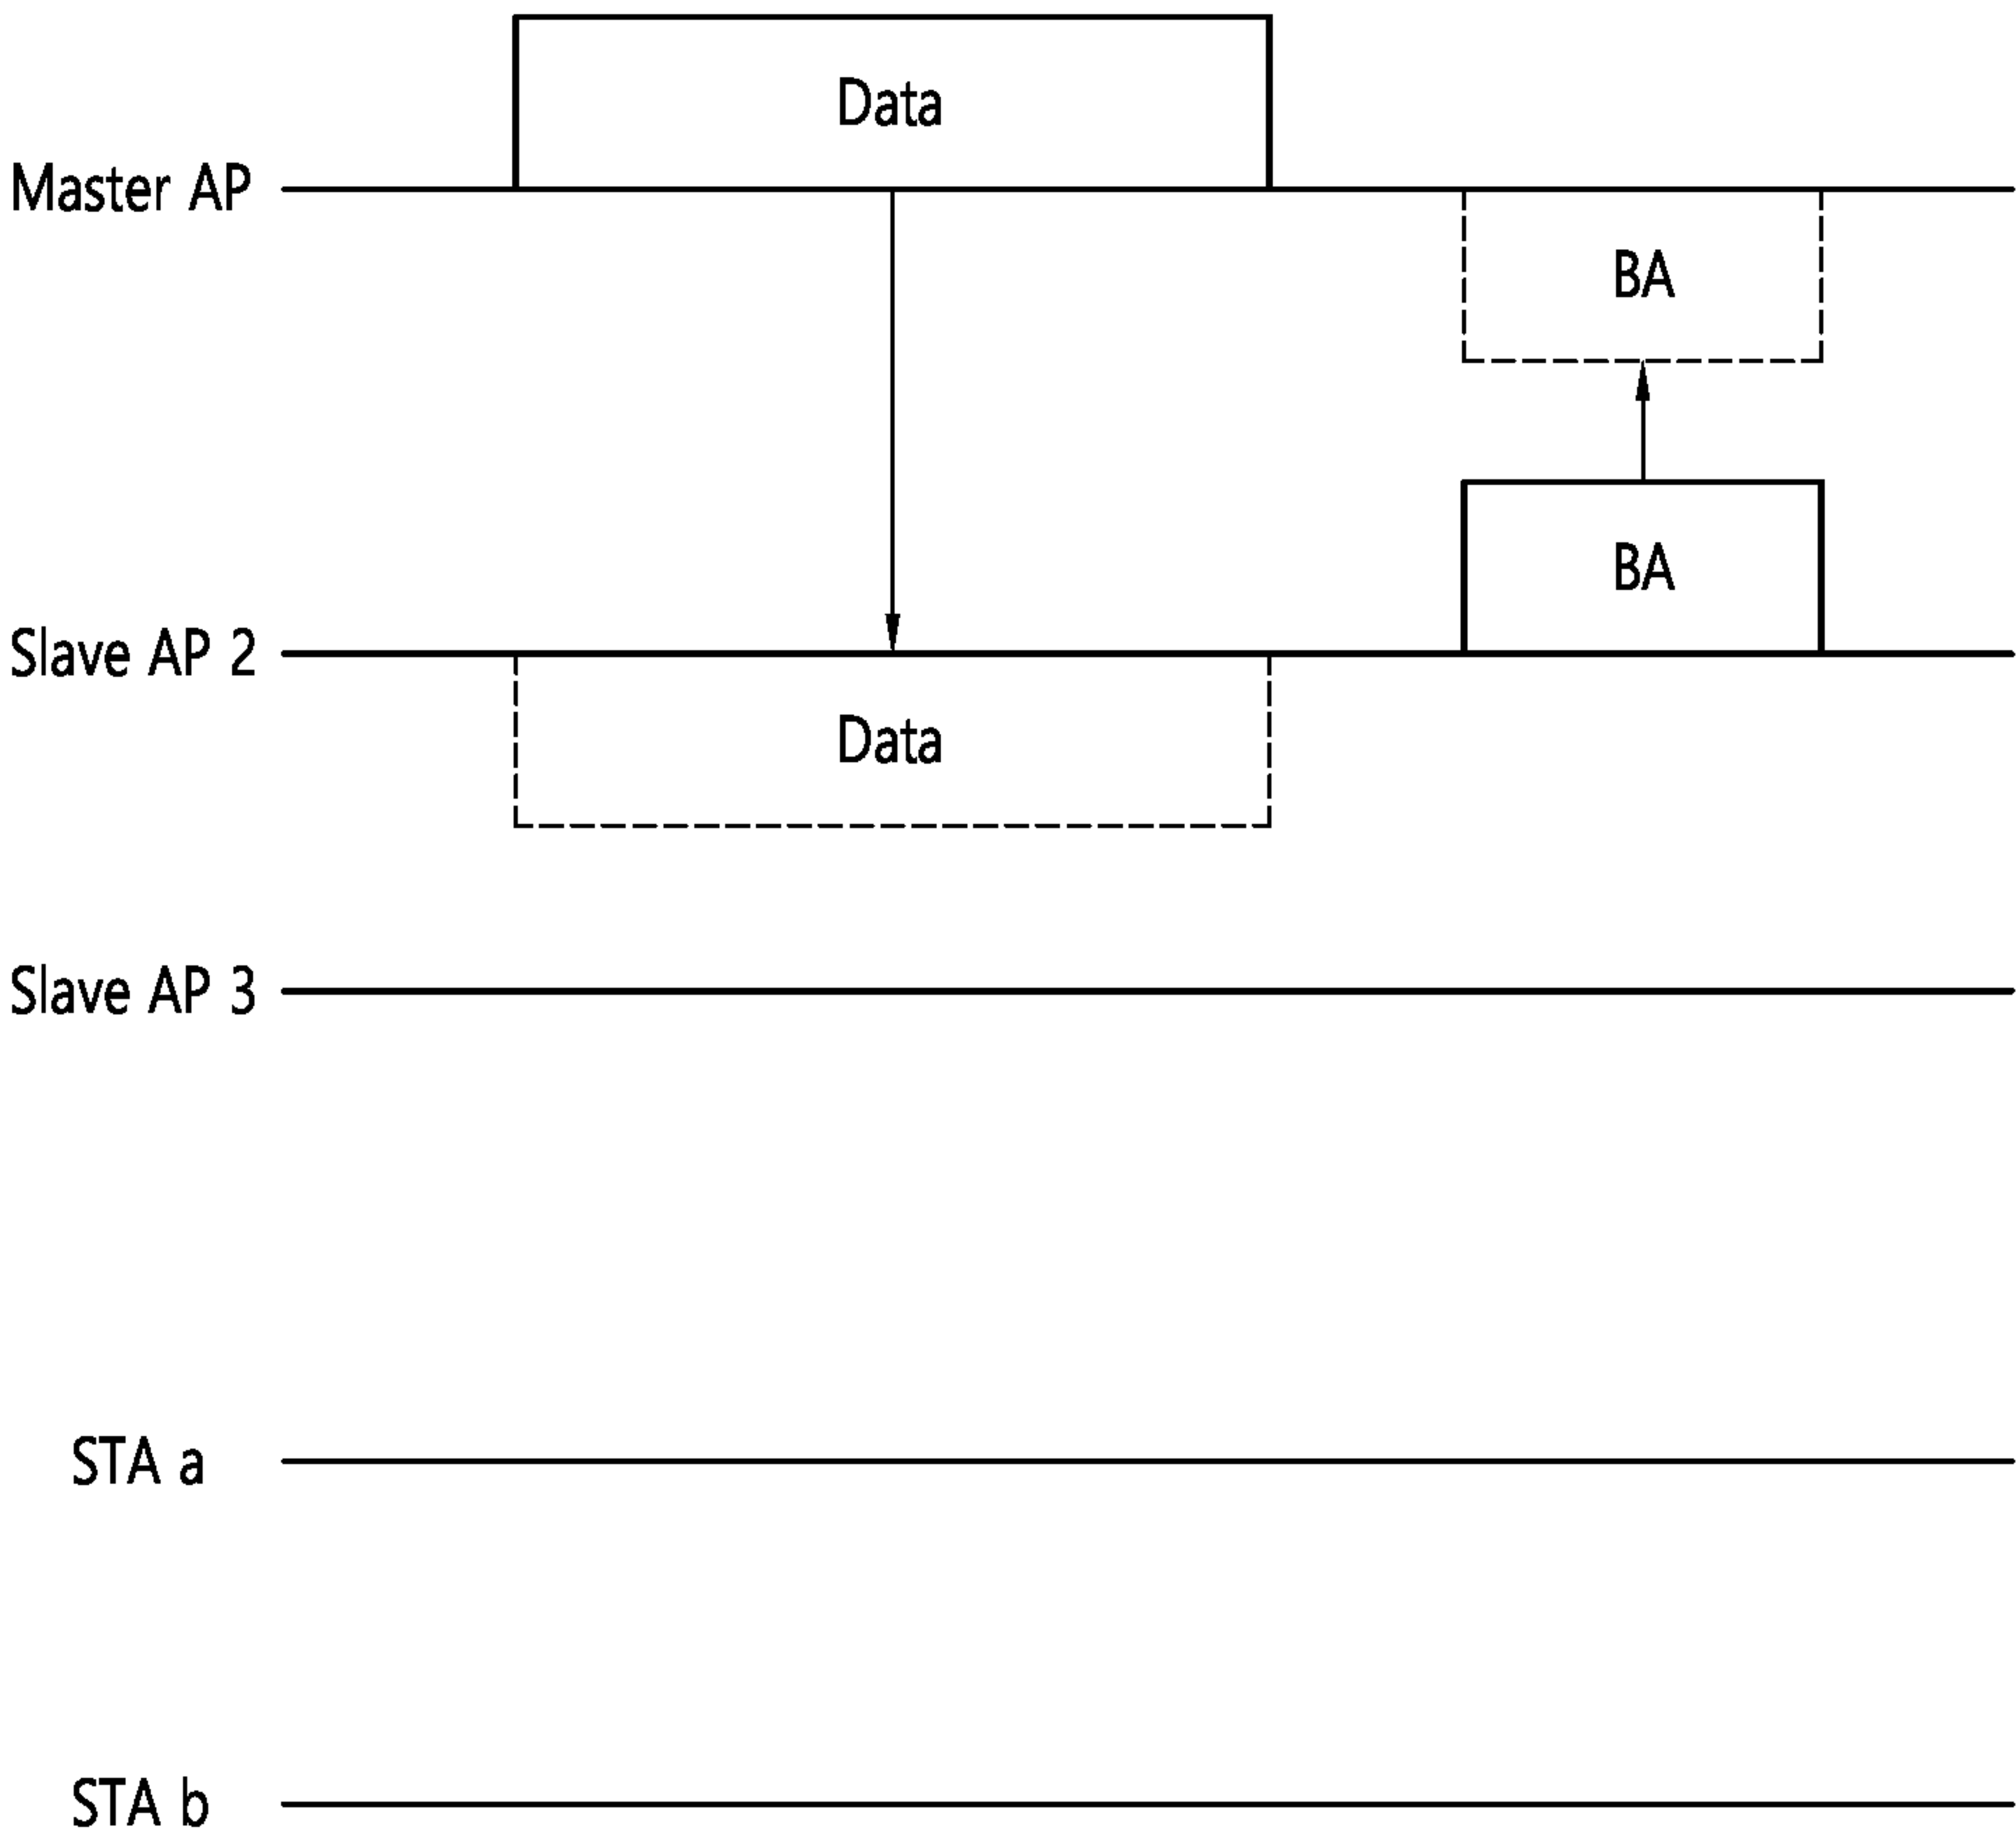 Data
Master AP
BA
BA
Slave AP 2
Data
Slave AP 3
STA a
STA b